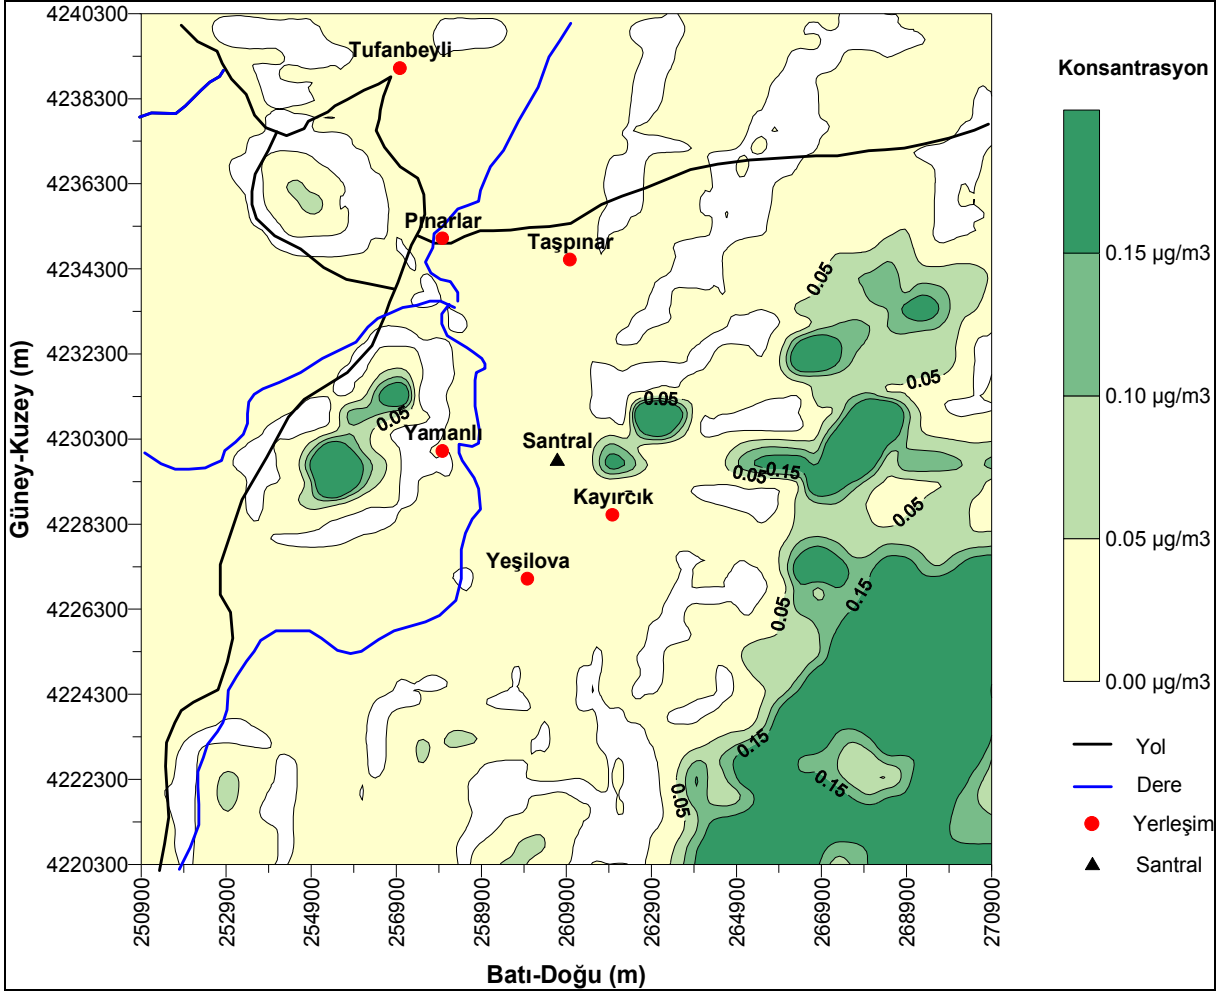 4240300
4238300
4236300
4234300
4232300
4230300
4228300
4226300
4224300
4222300
4220300
Güney-Kuzey (m)
Tufanbeyli
Pınarlar
Taşpınar
0.05
0.05
0.05
0.05
Yamanlı
Santral
0.05
0.15
Kayırcık
0.05
Yeşilova
0.15
0.05
0.15
0.15
0.05
250900
252900
254900
256900
258900
260900
262900
264900
266900
268900
270900
Batı-Doğu (m)
Konsantrasyon
0.15 µg/m3
0.10 µg/m3
0.05 µg/m3
0.00 µg/m3
Yol
Dere
Yerleşim
Santral